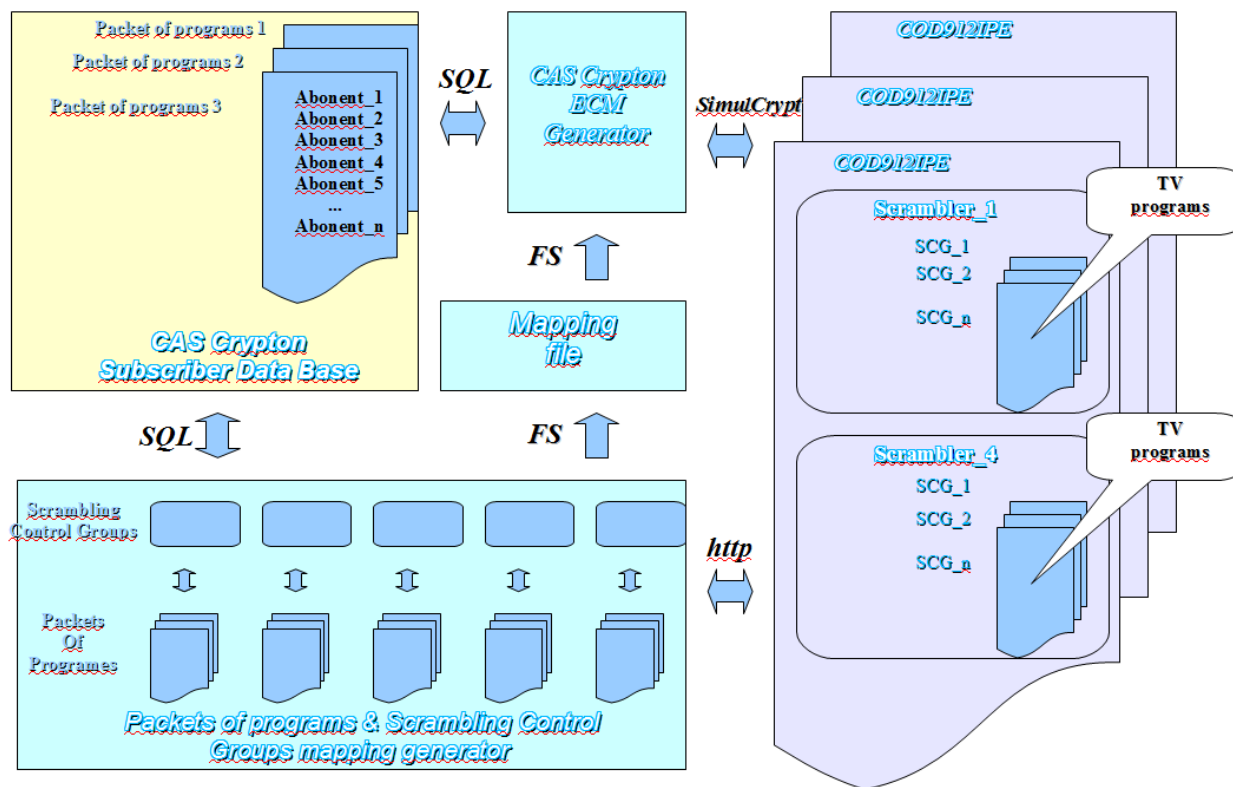 Packet of programs 1
Packet of programs 2
Packet of programs 3
Abonent_1
Abonent_2
Abonent_3
Abonent_4
Abonent_5
...
Abonent_n
CAS Crypton
Subscriber Data Base
SQL
CAS Crypton
ECM
Generator
SimulCrypt
FS
Mapping
file
FS
SQL
Scrambling
Control Groups
Packets
Of
Programes
Packets of programs & Scrambling Control
Groups mapping generator
http
COD912IPE
COD912IPE
COD912IPE
Scrambler_1
SCG_1
SCG_2
SCG_n
TV
programs
Scrambler_4
SCG_1
SCG_2
SCG_n
TV
programs